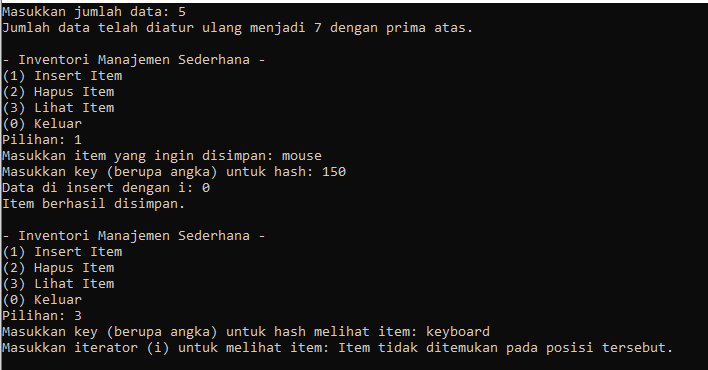 Masukkan jumlah data: 5
Jumlah data telah diatur ulang menjadi 7 dengan prima atas.
- Inventori Manajemen Sederhana -
(1) Insert Item
(2) Hapus Item
(3) Lihat Item
(0) Keluar
Pilihan: 1
Masukkan item yang ingin disimpan: mouse
Masukkan key (berupa angka) untuk hash: 150
Data di insert dengan i: 0
Item berhasil disimpan.
- Inventori Manajemen Sederhana -
(1) Insert Item
(2) Hapus Item
(3) Lihat Item
(0) Keluar
Pilihan: 3
Masukkan key (berupa angka) untuk hash melihat item: keyboard
Masukkan iterator (i) untuk melihat item: Item tidak ditemukan pada posisi tersebut.